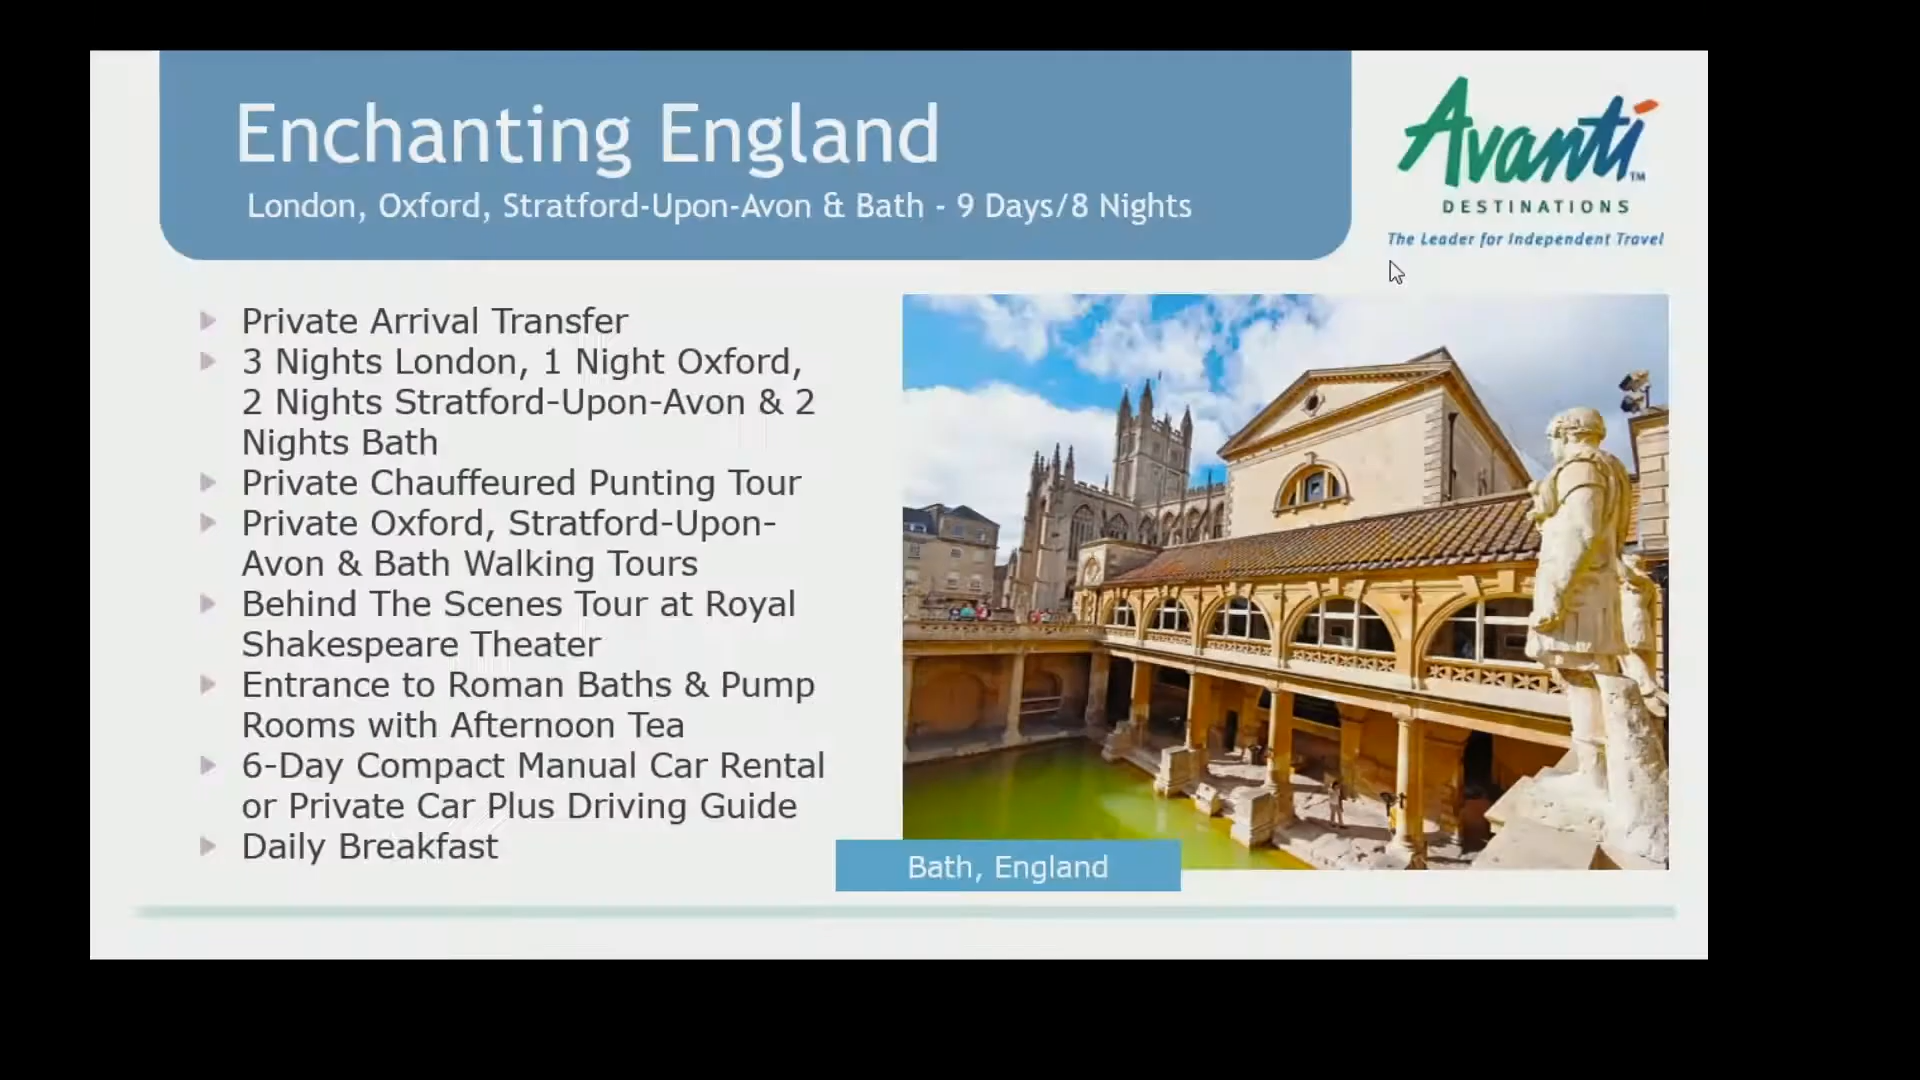 Enchanting England
London, Oxford, Stratford-Upon-Avon & Bath - 9 Days/8 Nights
Avanti™
DESTINATIONS
The Leader for Independent Travel
Private Arrival Transfer
3 Nights London, 1 Night Oxford,
2 Nights Stratford-Upon-Avon & 2
Nights Bath
Private Chauffeured Punting Tour
Private Oxford, Stratford-Upon-
Avon & Bath Walking Tours
Behind The Scenes Tour at Royal
Shakespeare Theater
Entrance to Roman Baths & Pump
Rooms with Afternoon Tea
6-Day Compact Manual Car Rental
or Private Car Plus Driving Guide
Daily Breakfast
Bath, England